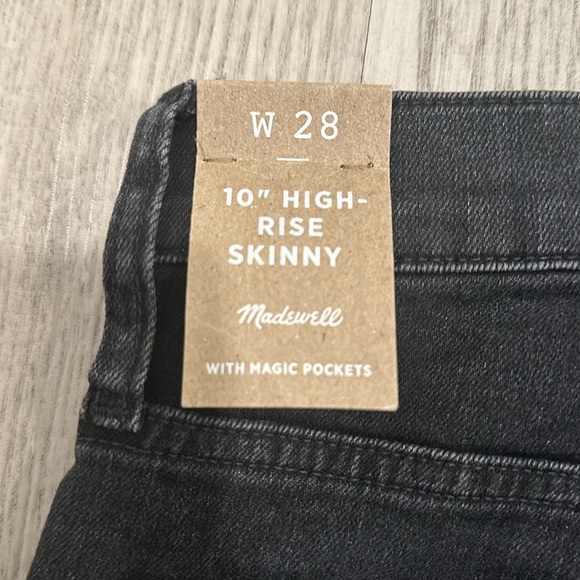 W 28
10" HIGH-
RISE
SKINNY
Madewell
WITH MAGIC POCKETS